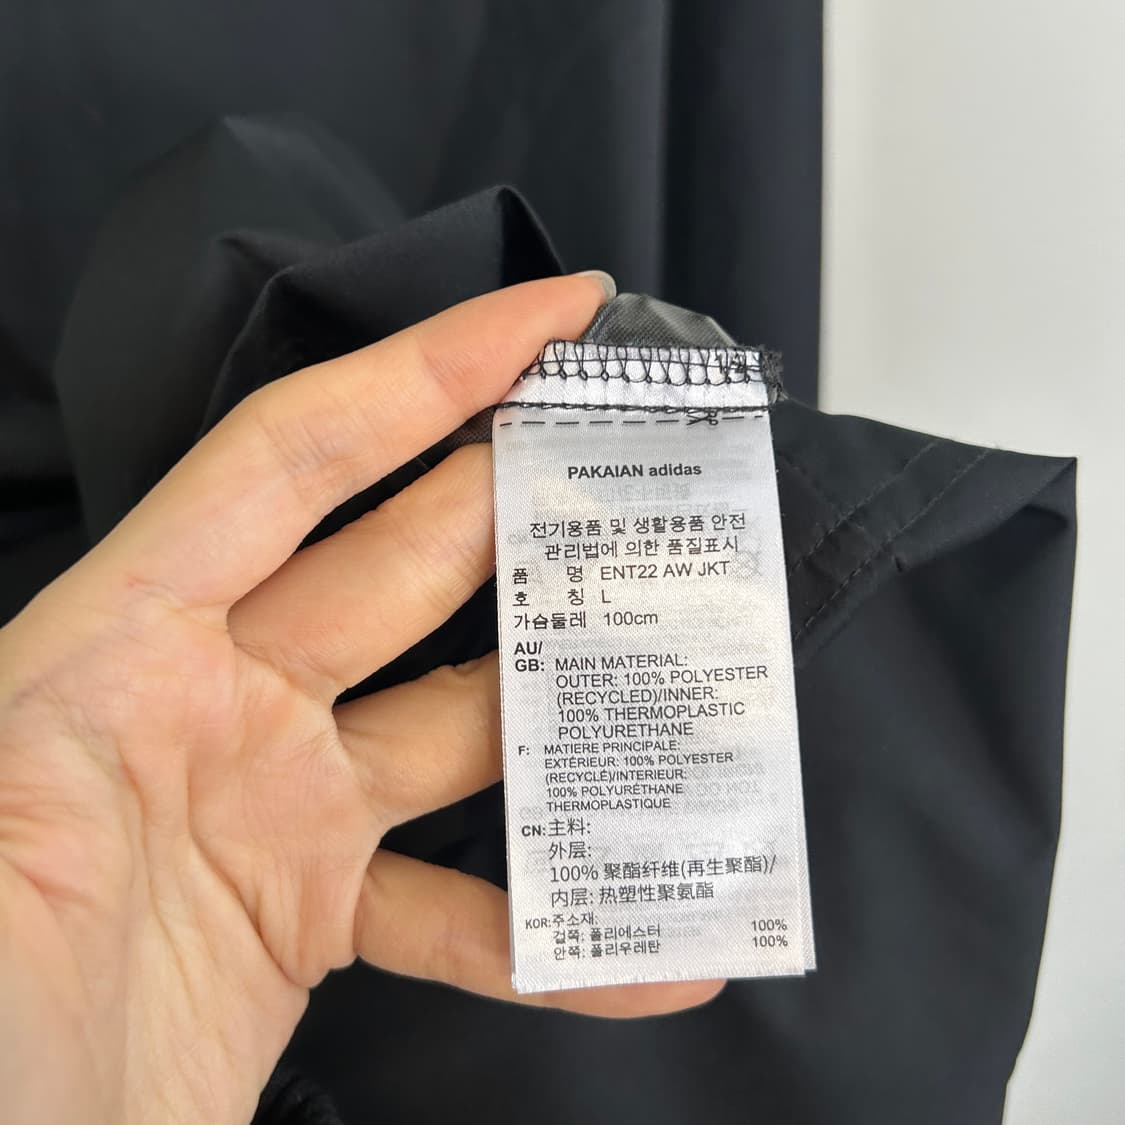 PAKAIAN adidas
전기용품 및 생활용품 안전
관리법에 의한 품질표시
품 명 ENT22 AW JKT
호 칭 L
가슴둘레 100cm
AU/
GB: MAIN MATERIAL:
OUTER: 100% POLYESTER
(RECYCLED)/INNER:
100% THERMOPLASTIC
POLYURETHANE
F: MATIERE PRINCIPALE:
EXTÉRIEUR: 100% POLYESTER
(RECYCLÉ)/INTERIEUR:
100% POLYURÉTHANE
THERMOPLASTIQUE
CN: 主料:
外层:
100% 聚酯纤维(再生聚酯)/
内层: 热塑性聚氨酯
KOR: 주소재:
겉쪽: 폴리에스터 100%
안쪽: 폴리우레탄 100%